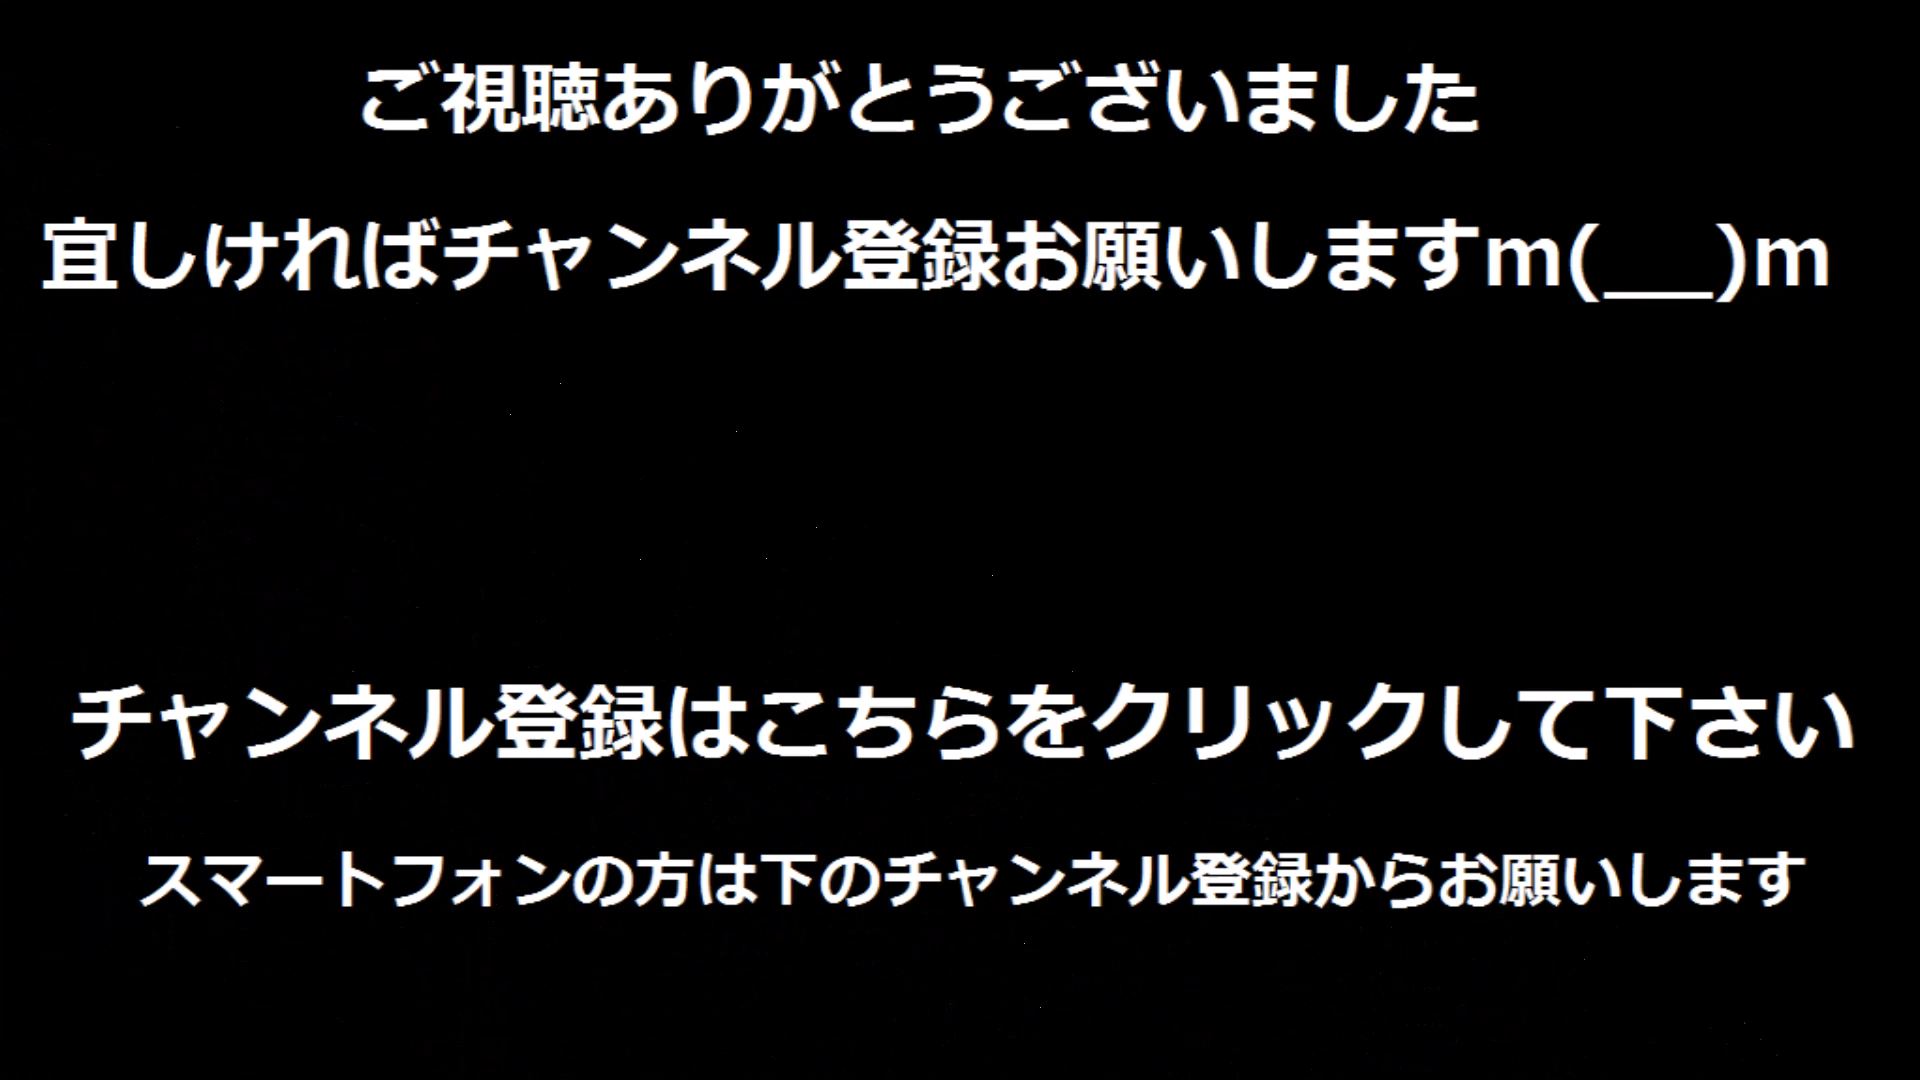 ご視聴ありがとうございました
宜しければチャンネル登録お願いしますm(__)m
チャンネル登録はこちらをクリックして下さい
スマートフォンの方は下のチャンネル登録からお願いします